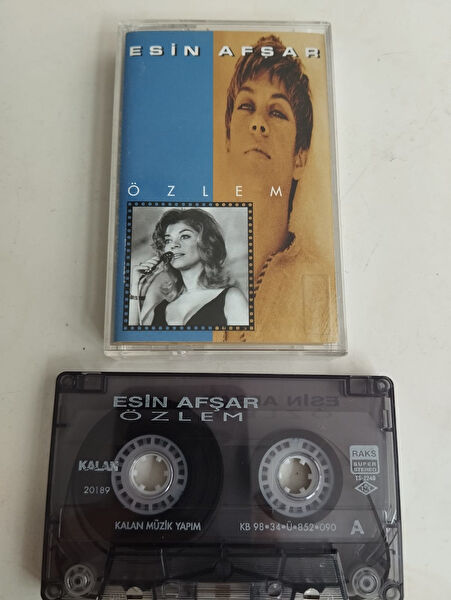 ESİN AFŞAR
ÖZLEM
ESİN AFŞAR
ÖZLEM
KALAN
20189
KALAN MÜZİK YAPIM
KB 98•34•Ü•852•090
A
RAKS
SUPER
STEREO